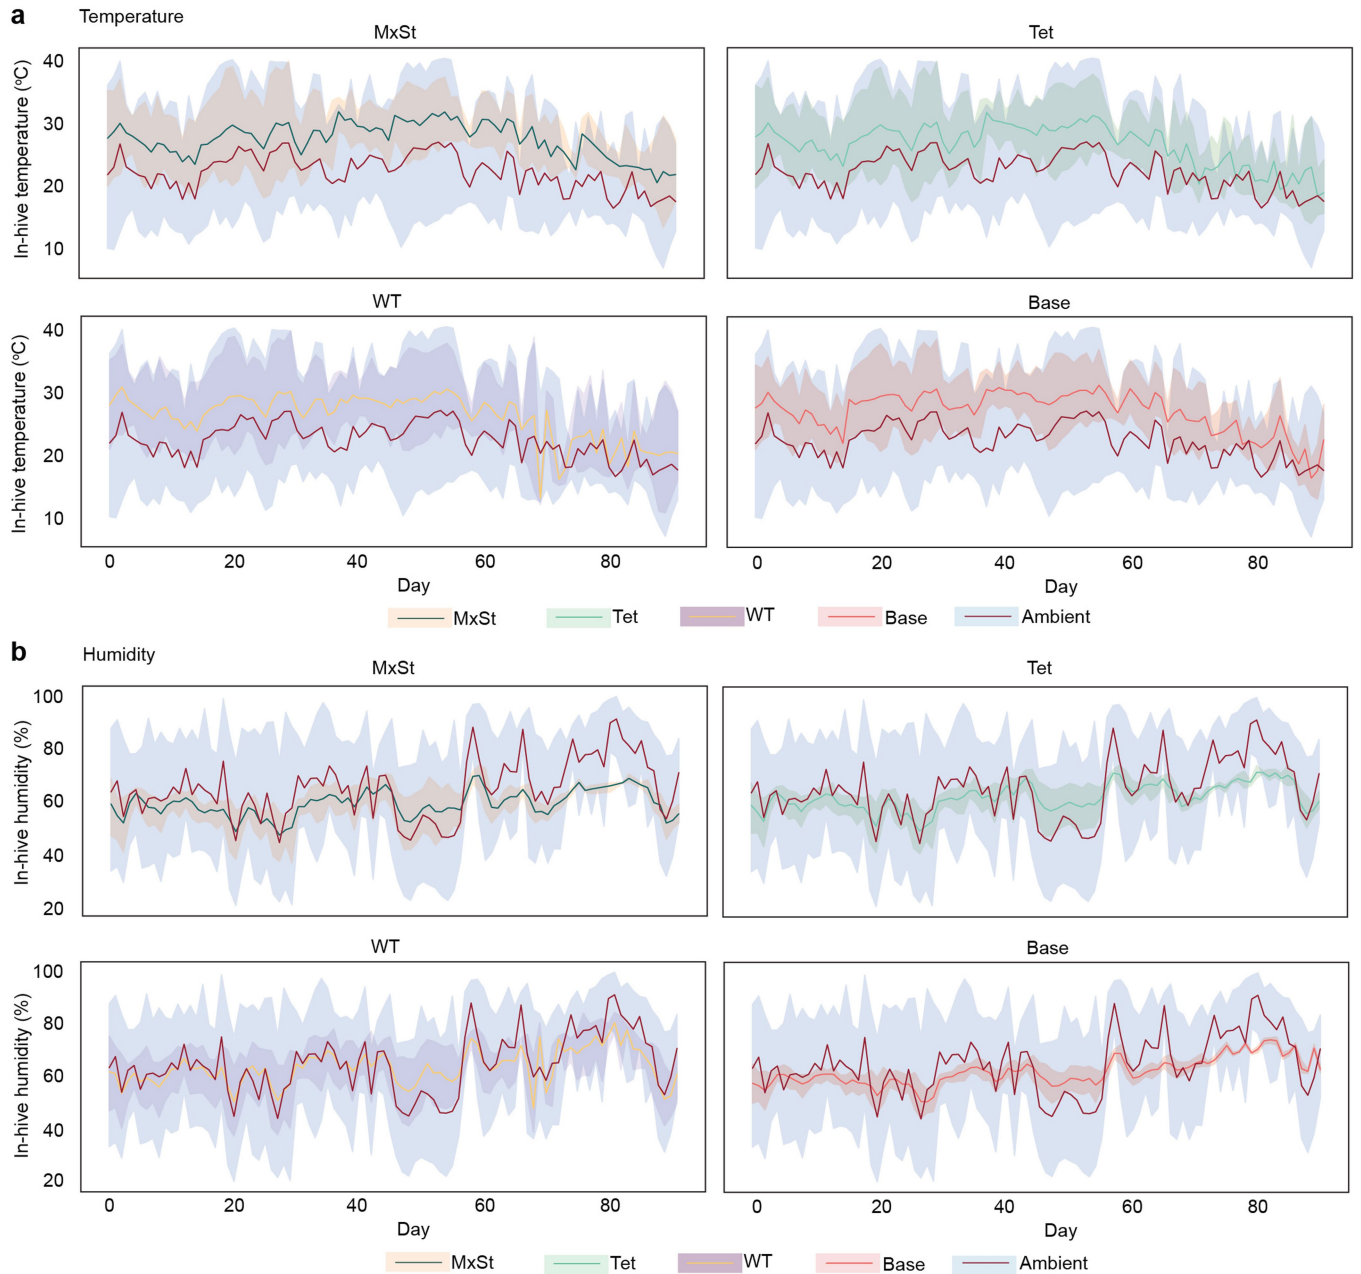 a
Temperature
MxSt
Tet
In-hive temperature (ºC)
40
30
20
10
WT
Base
In-hive temperature (ºC)
40
30
20
10
0 20 40 60 80
0 20 40 60 80
Day
Day
MxSt Tet WT Base Ambient
b
Humidity
MxSt
Tet
In-hive humidity (%)
100
80
60
40
20
WT
Base
In-hive humidity (%)
100
80
60
40
20
0 20 40 60 80
0 20 40 60 80
Day
Day
MxSt Tet WT Base Ambient